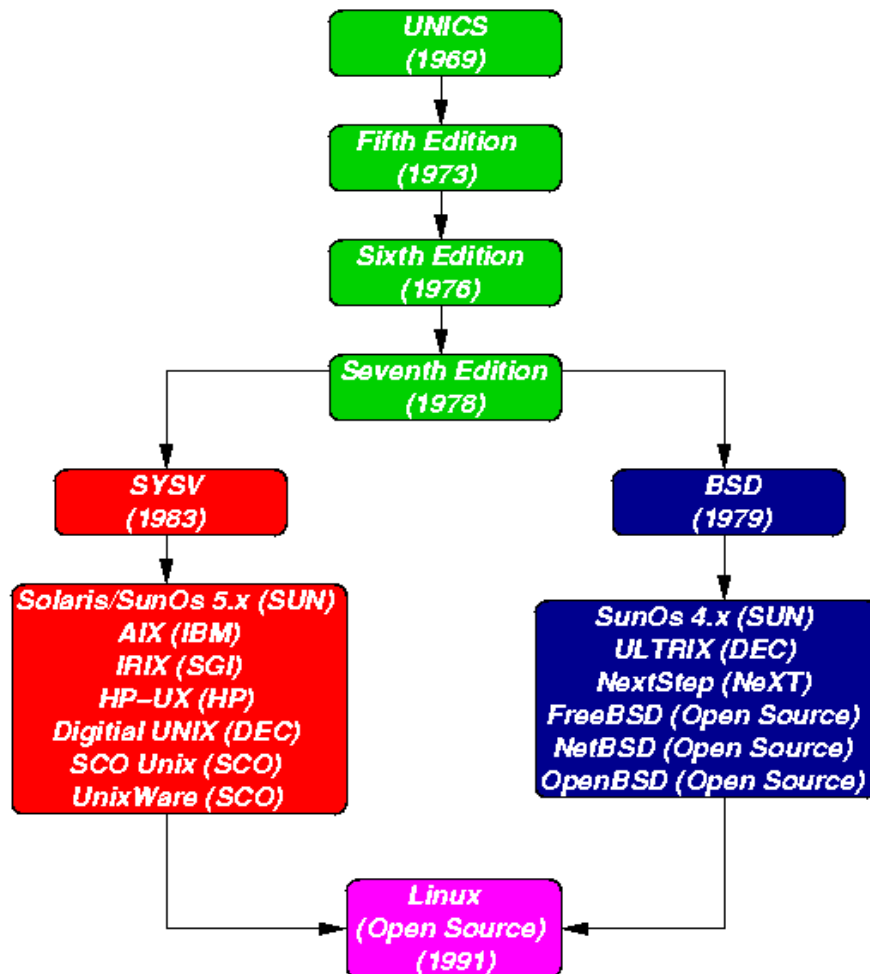 UNICS
(1969)
Fifth Edition
(1973)
Sixth Edition
(1976)
Seventh Edition
(1978)
SYSV
(1983)
BSD
(1979)
Solaris/SunOs 5.x (SUN)
AIX (IBM)
IRIX (SGI)
HP-UX (HP)
Digitial UNIX (DEC)
SCO Unix (SCO)
UnixWare (SCO)
SunOs 4.x (SUN)
ULTRIX (DEC)
NextStep (NeXT)
FreeBSD (Open Source)
NetBSD (Open Source)
OpenBSD (Open Source)
Linux
(Open Source)
(1991)